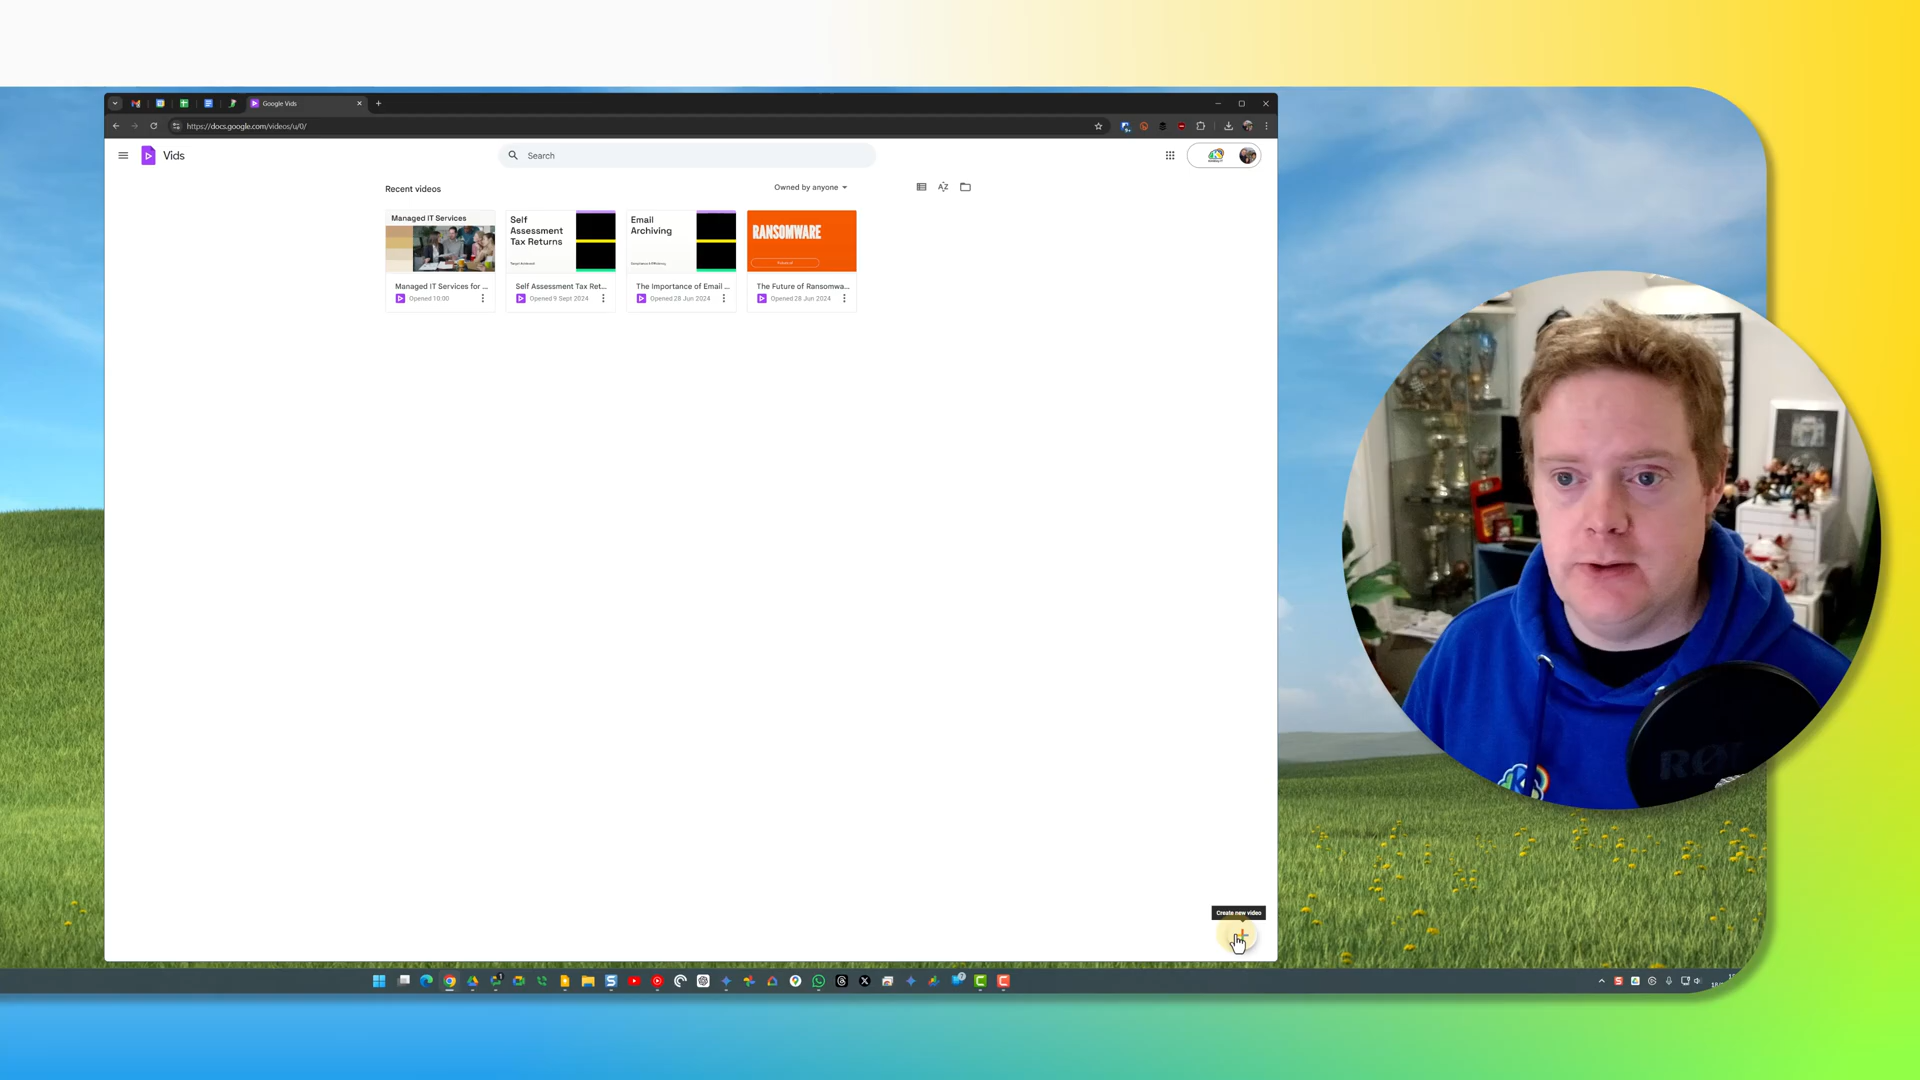 Google Vids
https://docs.google.com/videos/u/0/
Vids
Search
Recent videos
Owned by anyone
Managed IT Services
Self
Assessment
Tax Returns
Email
Archiving
RANSOMWARE
Managed IT Services for ...
Self Assessment Tax Ret...
The Importance of Email ...
The Future of Ransomwa...
Opened 10:00
Opened 9 Sept 2024
Opened 28 Jun 2024
Opened 28 Jun 2024
Create new video
RØDE